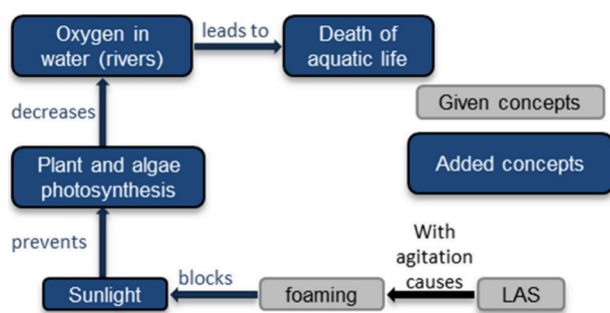 Oxygen in
water (rivers)
leads to
Death of
aquatic life
decreases
Given concepts
Plant and algae
photosynthesis
Added concepts
prevents
With
agitation
causes
Sunlight
blocks
foaming
LAS